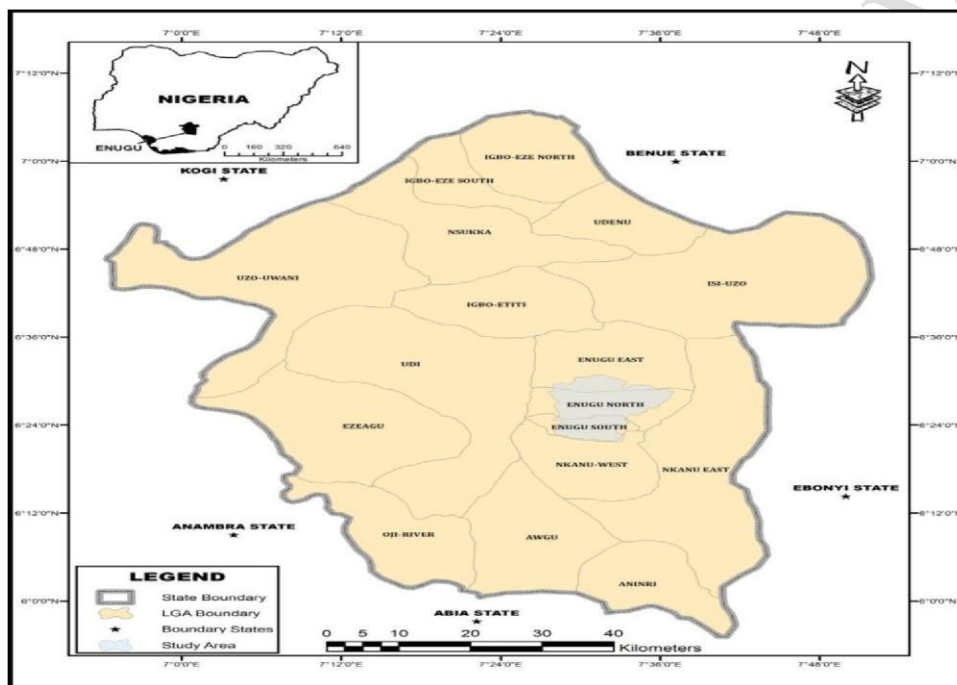 7°0'0"E 7°12'0"E 7°24'0"E 7°36'0"E 7°48'0"E
7°12'0"N 7°12'0"N
N
NIGERIA
ENUGU
0 160 320 640
Kilometers
7°0'0"N 7°0'0"N
KOGI STATE
BENUE STATE
IGBO-EZE NORTH
IGBO-EZE SOUTH
UDENU
NSUKKA
6°48'0"N 6°48'0"N
UZO-UWANI
ISI-UZO
IGBO-ETITI
6°36'0"N 6°36'0"N
UDI
ENUGU EAST
ENUGU NORTH
EZEAGU
ENUGU SOUTH
6°24'0"N 6°24'0"N
NKANU-WEST
NKANU EAST
EBONYI STATE
6°12'0"N 6°12'0"N
ANAMBRA STATE
OJI-RIVER
AWGU
ANINRI
6°0'0"N 6°0'0"N
ABIA STATE
LEGEND
State Boundary
LGA Boundary
Boundary States
Study Area
0 5 10 20 30 40
Kilometers
7°0'0"E 7°12'0"E 7°24'0"E 7°36'0"E 7°48'0"E